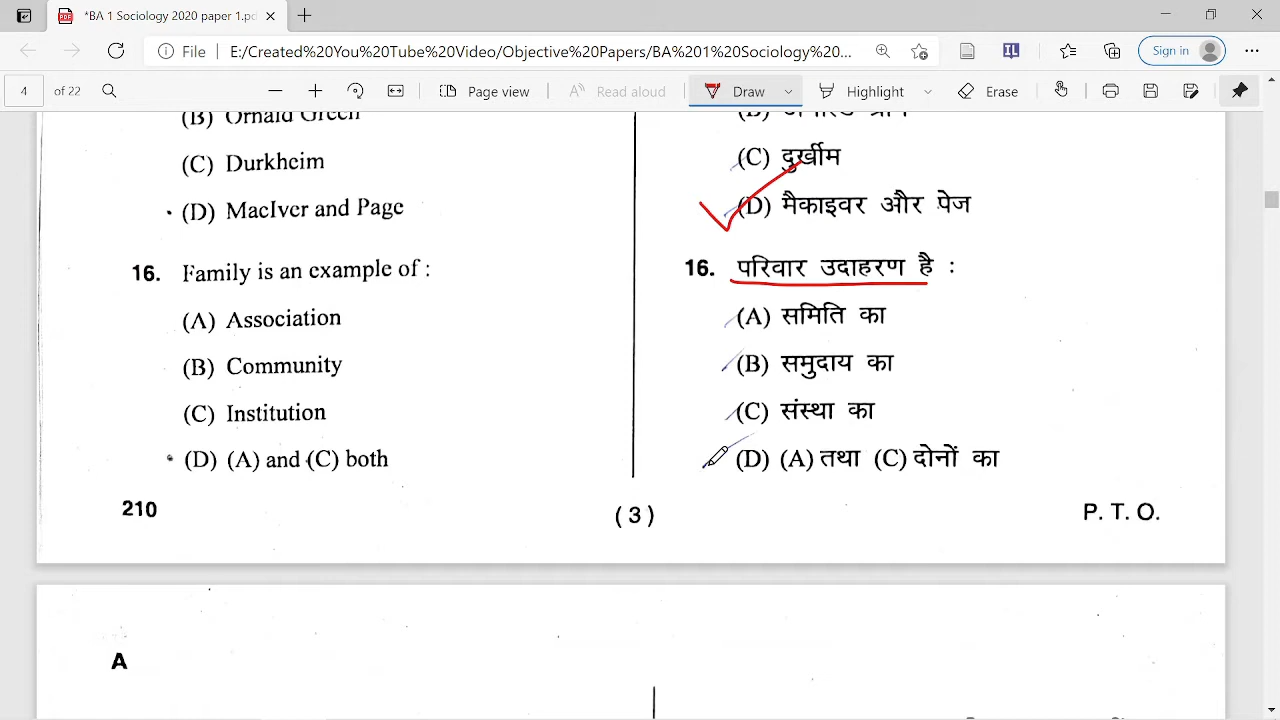 *BA 1 Sociology 2020 paper 1.pd
File E:/Created%20You%20Tube%20Video/Objective%20Papers/BA%201%20Sociology%20...
Sign in
4 of 22
Page view
Read aloud
Draw
Highlight
Erase
(B) Ornald Green
(C) Durkheim
(D) MacIver and Page
16. Family is an example of :
(A) Association
(B) Community
(C) Institution
(D) (A) and (C) both
(C) दुर्खीम
(D) मैकाइवर और पेज
16. परिवार उदाहरण है :
(A) समिति का
(B) समुदाय का
(C) संस्था का
(D) (A) तथा (C) दोनों का
210
( 3 )
P. T. O.
A